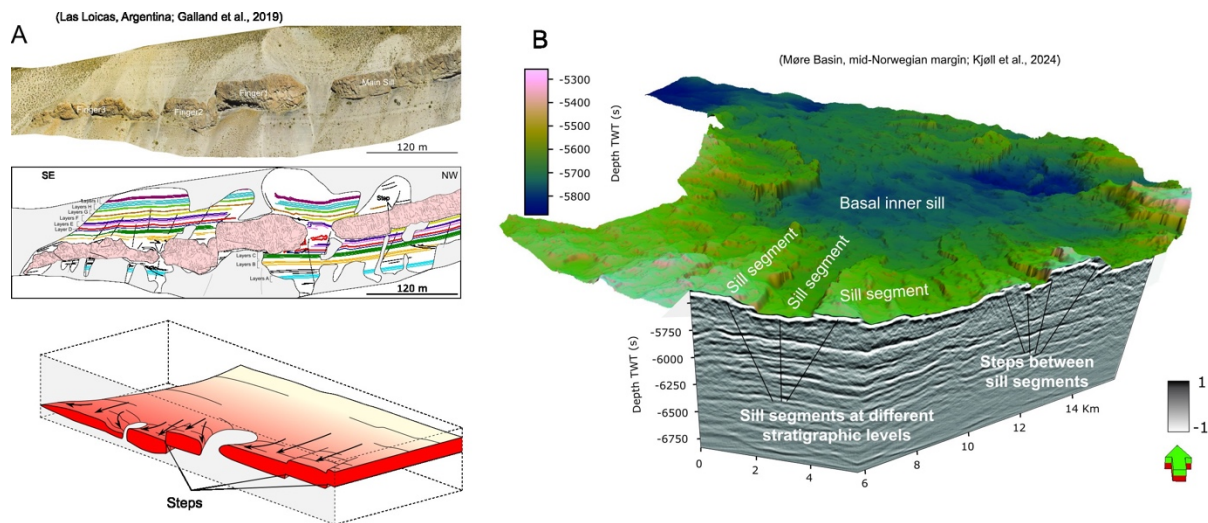 (Las Loicas, Argentina; Galland et al., 2019)
A
Finger3
Finger2
Finger1
Main Sill
120 m
SE
NW
Layers H
Layers G
Layers F
Layers E
Layer D
Layers C
Layers B
Layers A
Step
120 m
Steps
B
(Møre Basin, mid-Norwegian margin; Kjøll et al., 2024)
Depth TWT (s)
-5300
-5400
-5500
-5600
-5700
-5800
Basal inner sill
Sill segment
Sill segment
Sill segment
Depth TWT (s)
-5750
-6000
-6250
-6500
-6750
Sill segments at different
stratigraphic levels
Steps between
sill segments
0
2
4
6
8
10
12
14 Km
1
-1